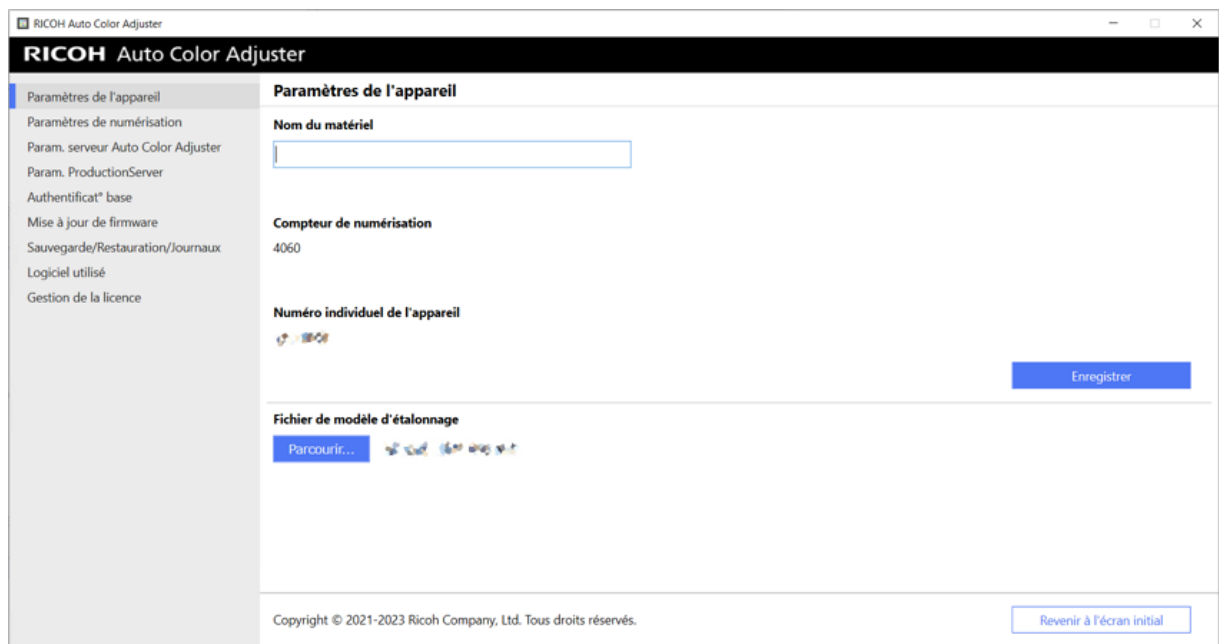 RICOH Auto Color Adjuster
RICOH Auto Color Adjuster
Paramètres de l'appareil
Paramètres de numérisation
Param. serveur Auto Color Adjuster
Param. ProductionServer
Authentificat° base
Mise à jour de firmware
Sauvegarde/Restauration/Journaux
Logiciel utilisé
Gestion de la licence
Paramètres de l'appareil
Nom du matériel
Compteur de numérisation
4060
Numéro individuel de l'appareil
Enregistrer
Fichier de modèle d'étalonnage
Parcourir...
Copyright © 2021-2023 Ricoh Company, Ltd. Tous droits réservés.
Revenir à l'écran initial